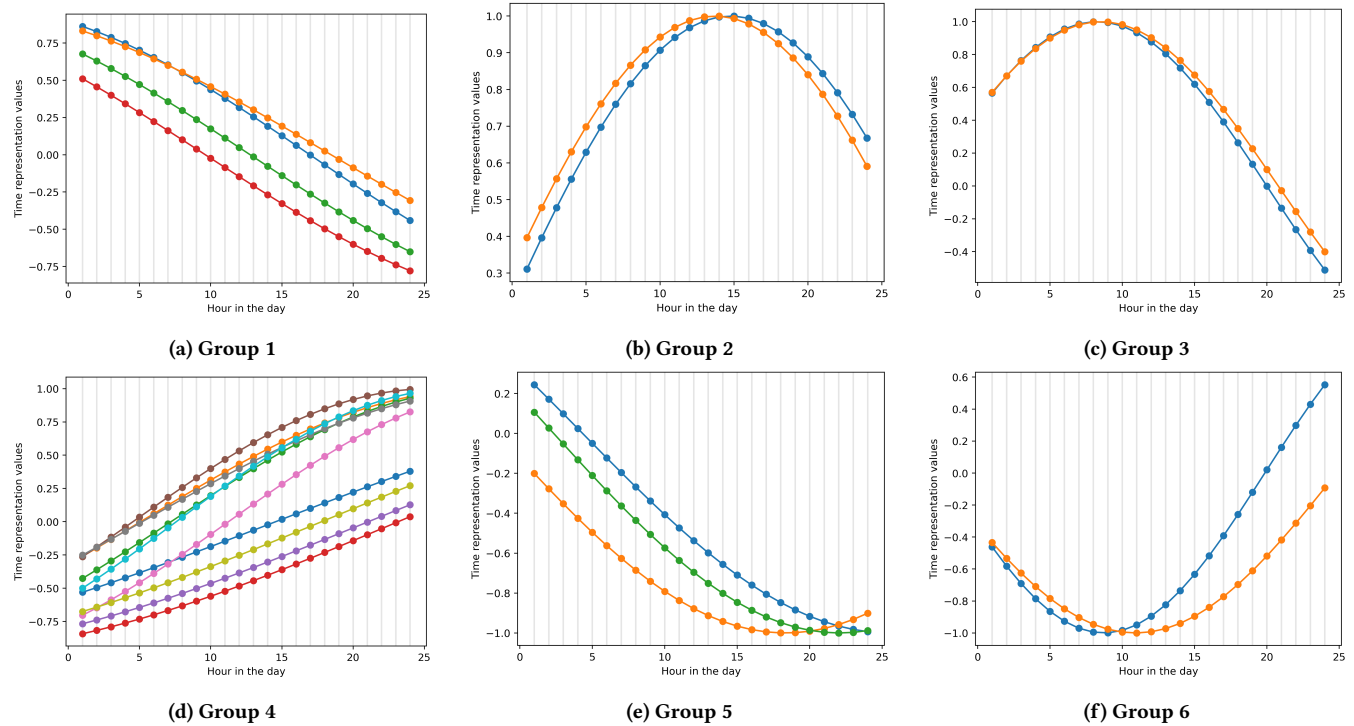 0.75
0.50
0.25
0.00
−0.25
−0.50
−0.75
Time representation values
0 5 10 15 20 25
Hour in the day
(a) Group 1
1.0
0.9
0.8
0.7
0.6
0.5
0.4
0.3
Time representation values
0 5 10 15 20 25
Hour in the day
(b) Group 2
1.0
0.8
0.6
0.4
0.2
0.0
−0.2
−0.4
Time representation values
0 5 10 15 20 25
Hour in the day
(c) Group 3
1.00
0.75
0.50
0.25
0.00
−0.25
−0.50
−0.75
Time representation values
0 5 10 15 20 25
Hour in the day
(d) Group 4
0.2
0.0
−0.2
−0.4
−0.6
−0.8
−1.0
Time representation values
0 5 10 15 20 25
Hour in the day
(e) Group 5
0.6
0.4
0.2
0.0
−0.2
−0.4
−0.6
−0.8
−1.0
Time representation values
0 5 10 15 20 25
Hour in the day
(f) Group 6